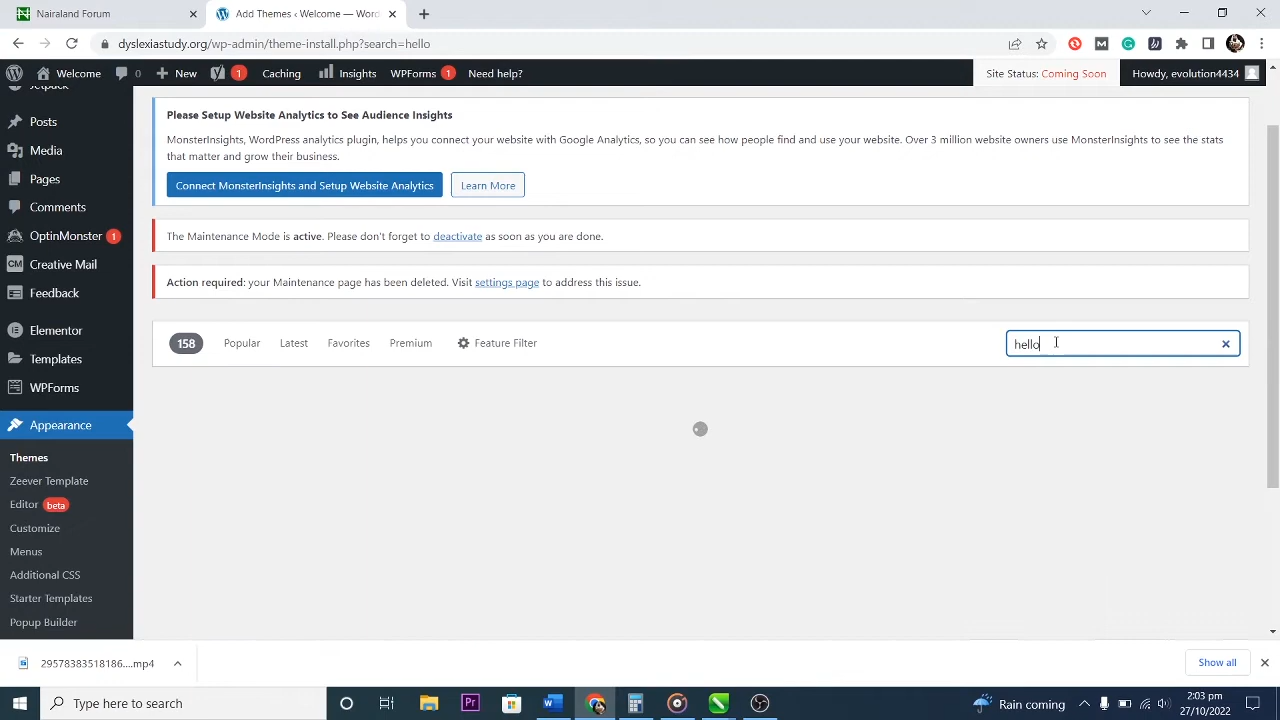 Nairaland Forum
Add Themes ‹ Welcome — Wor
dyslexiastudy.org/wp-admin/theme-install.php?search=hello
Welcome 0 New 1 Caching Insights WPForms 1 Need help? Site Status: Coming Soon Howdy, evolution4434
Jetpack
Posts
Media
Pages
Comments
OptinMonster 1
CM Creative Mail
Feedback
Elementor
Templates
WPForms
Appearance
Themes
Zeever Template
Editor beta
Customize
Menus
Additional CSS
Starter Templates
Popup Builder
Please Setup Website Analytics to See Audience Insights
MonsterInsights, WordPress analytics plugin, helps you connect your website with Google Analytics, so you can see how people find and use your website. Over 3 million website owners use MonsterInsights to see the stats
that matter and grow their business.
Connect MonsterInsights and Setup Website Analytics Learn More
The Maintenance Mode is active. Please don't forget to deactivate as soon as you are done.
Action required: your Maintenance page has been deleted. Visit settings page to address this issue.
158 Popular Latest Favorites Premium Feature Filter hello
29578383518186....mp4 Show all
Type here to search Rain coming 2:03 pm
27/10/2022